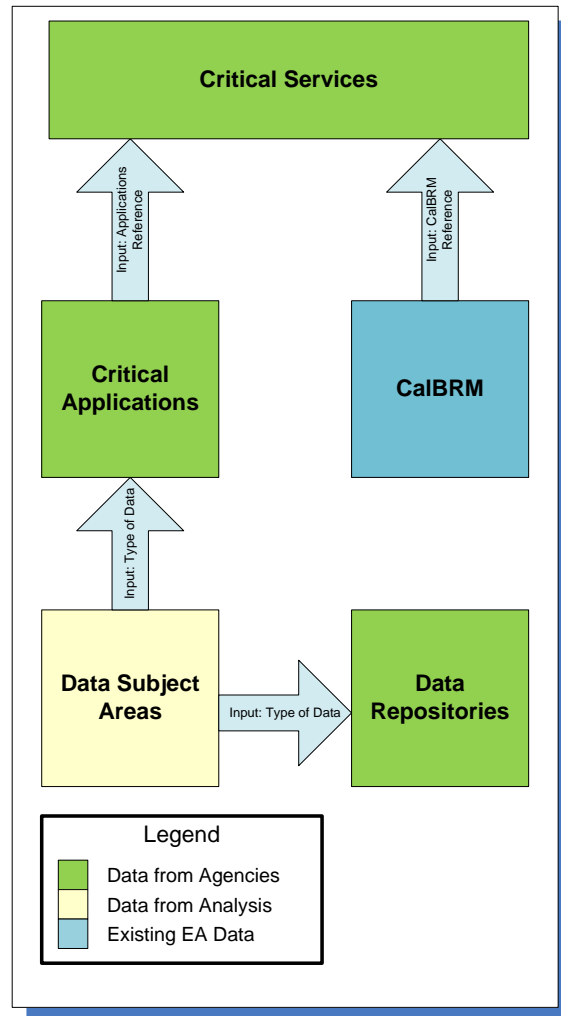 Critical Services
Input: Applications
Reference
Input: CalBRM
Reference
Critical
Applications
CalBRM
Input: Type of Data
Data Subject
Areas
Input: Type of Data
Data
Repositories
Legend
Data from Agencies
Data from Analysis
Existing EA Data